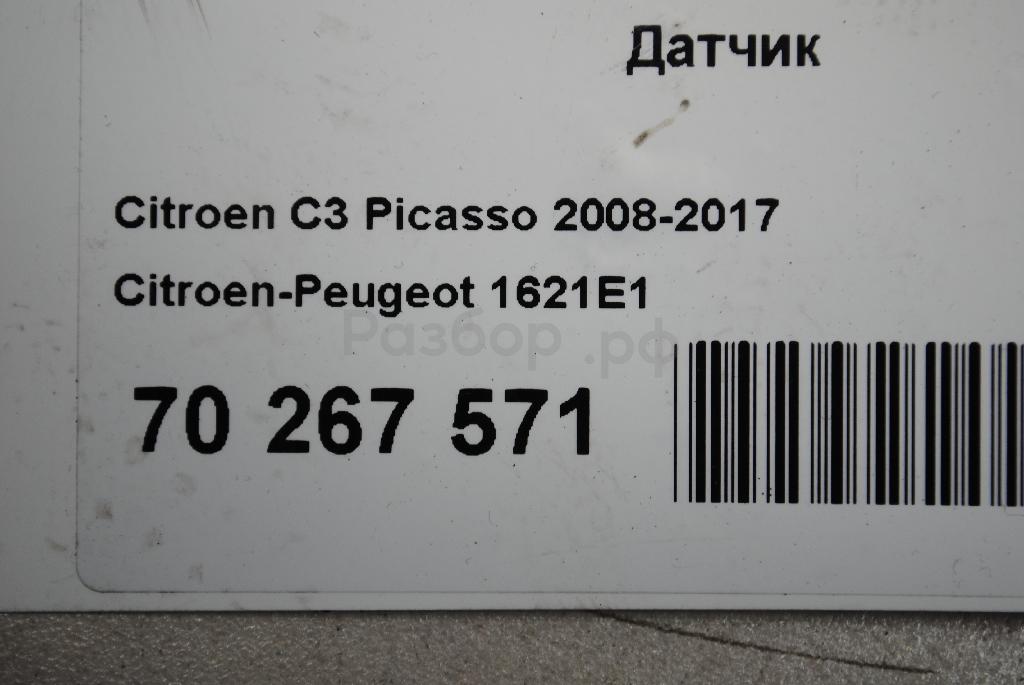 Датчик
Citroen C3 Picasso 2008-2017
Citroen-Peugeot 1621E1
Разбор.рф
70 267 571